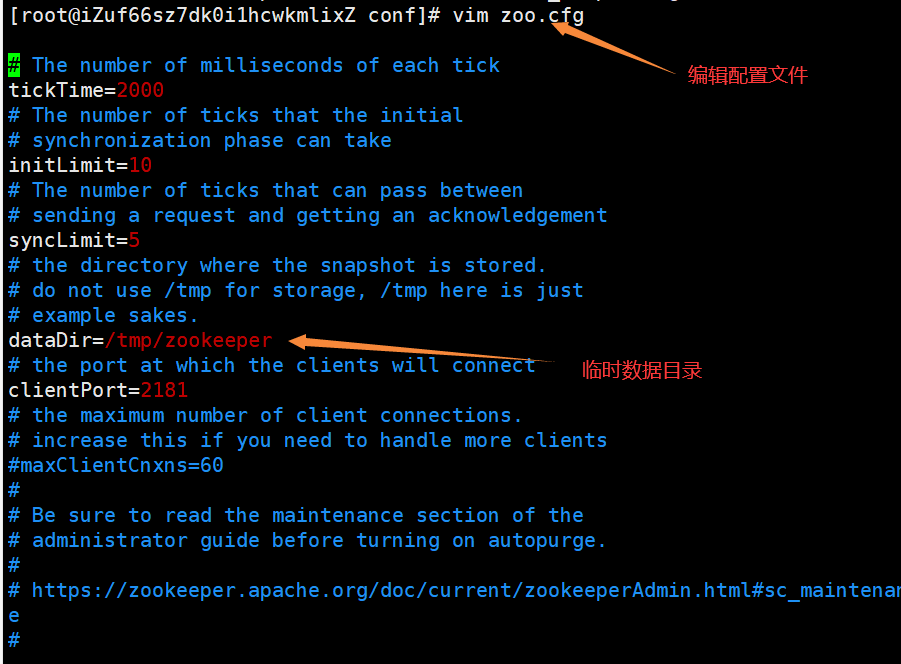 [root@iZuf66sz7dk0i1hcwkmlixZ conf]# vim zoo.cfg
编辑配置文件
# The number of milliseconds of each tick
tickTime=2000
# The number of ticks that the initial
# synchronization phase can take
initLimit=10
# The number of ticks that can pass between
# sending a request and getting an acknowledgement
syncLimit=5
# the directory where the snapshot is stored.
# do not use /tmp for storage, /tmp here is just
# example sakes.
dataDir=/tmp/zookeeper
# the port at which the clients will connect
临时数据目录
clientPort=2181
# the maximum number of client connections.
# increase this if you need to handle more clients
#maxClientCnxns=60
#
# Be sure to read the maintenance section of the
# administrator guide before turning on autopurge.
#
# https://zookeeper.apache.org/doc/current/zookeeperAdmin.html#sc_maintenan
e
#